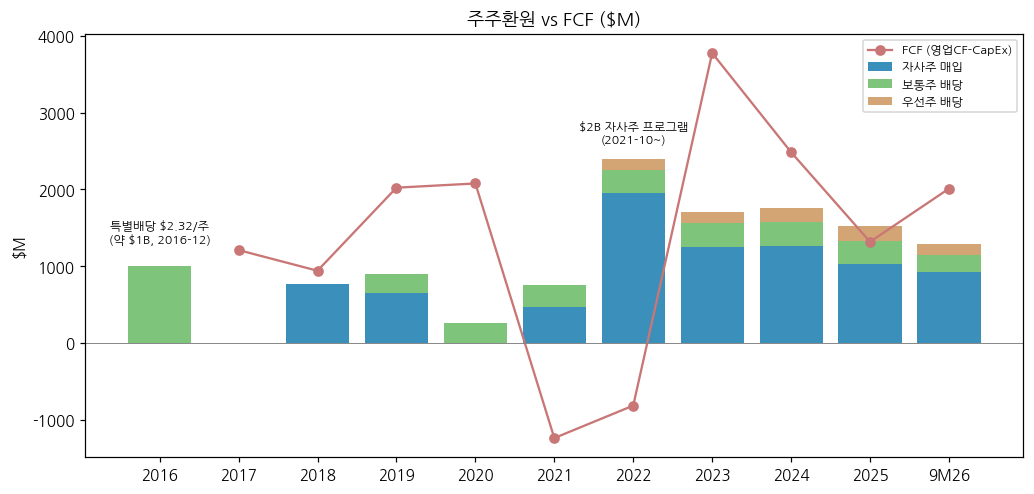 주주환원 vs FCF ($M)
4000
3000
2000
1000
0
-1000
$M
FCF (영업CF-CapEx)
자사주 매입
보통주 배당
우선주 배당
$2B 자사주 프로그램
(2021-10~)
특별배당 $2.32/주
(약 $1B, 2016-12)
2016
2017
2018
2019
2020
2021
2022
2023
2024
2025
9M26